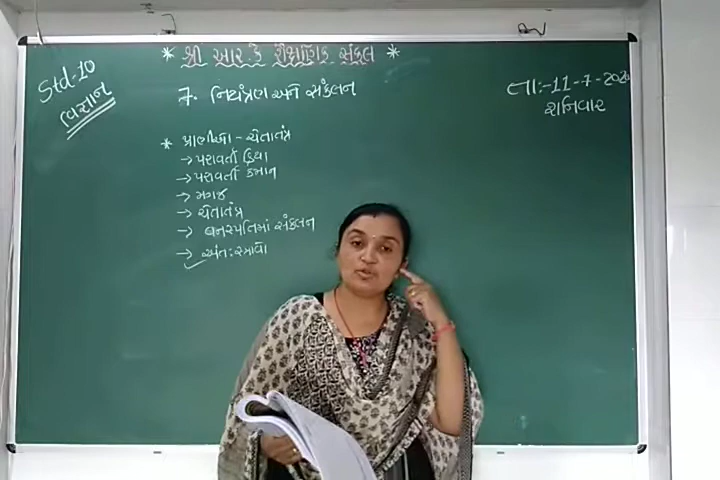 * શ્રી આર.કે શૈક્ષણિક સંકુલ *
Std-10
વિજ્ઞાન
તા:-11-7-2020
શનિવાર
7. નિયંત્રણ અને સંકલન
* પ્રાણીઓ - ચેતાતંત્ર
→ પરાવર્તી ક્રિયા
→ પરાવર્તી કમાન
→ મગજ
→ ચેતાતંત્ર
→ વનસ્પતિમાં સંકલન
→ અંત:સ્ત્રાવો